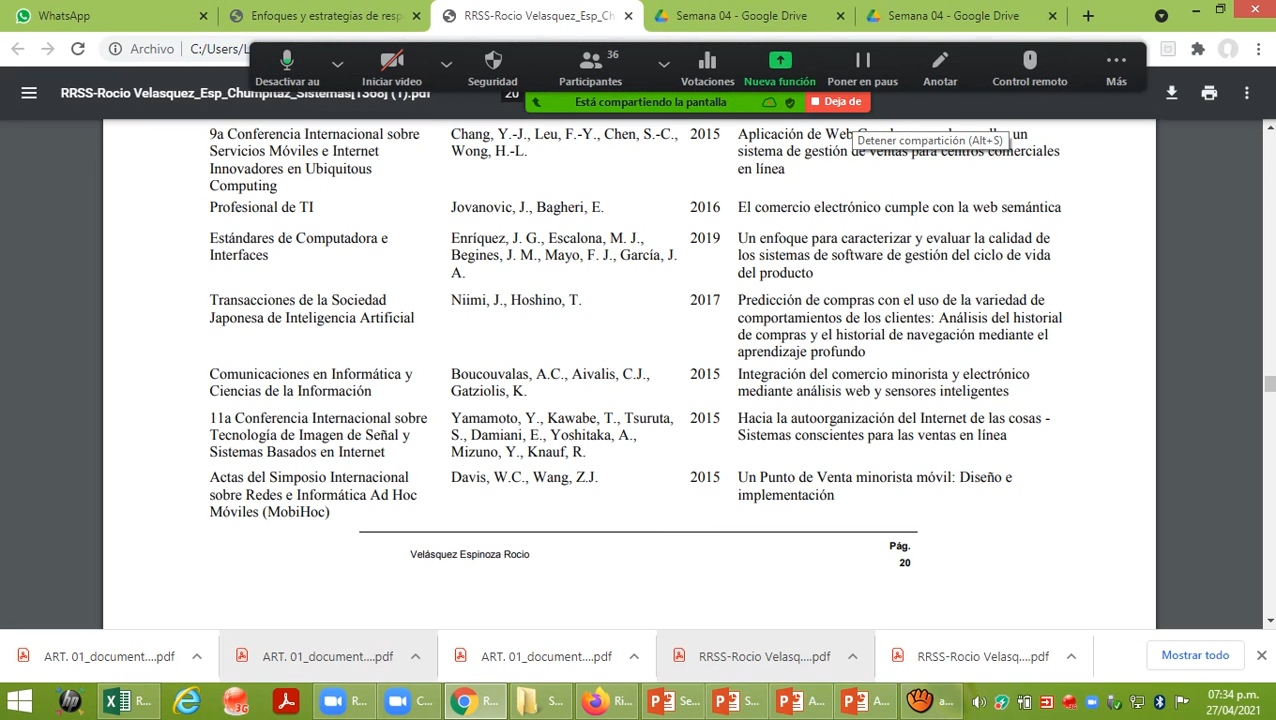 WhatsApp
Enfoques y estrategias de resp
RRSS-Rocio Velasquez_Esp_Ch
Semana 04 - Google Drive
Semana 04 - Google Drive
Archivo
C:/Users/L
Desactivar au
Iniciar video
Seguridad
Participantes
36
Votaciones
Nueva función
Poner en paus
Anotar
Control remoto
Más
RRSS-Rocio Velasquez_Esp_Chumpitaz_Sistemas[1368] (1).pdf
20
Está compartiendo la pantalla
Deja de
Detener compartición (Alt+S)
9a Conferencia Internacional sobre
Servicios Móviles e Internet
Innovadores en Ubiquitous
Computing
Chang, Y.-J., Leu, F.-Y., Chen, S.-C.,
Wong, H.-L.
2015
Aplicación de Web un
sistema de gestión de ventas para centros comerciales
en línea
Profesional de TI
Jovanovic, J., Bagheri, E.
2016
El comercio electrónico cumple con la web semántica
Estándares de Computadora e
Interfaces
Enríquez, J. G., Escalona, M. J.,
Begines, J. M., Mayo, F. J., García, J.
A.
2019
Un enfoque para caracterizar y evaluar la calidad de
los sistemas de software de gestión del ciclo de vida
del producto
Transacciones de la Sociedad
Japonesa de Inteligencia Artificial
Niimi, J., Hoshino, T.
2017
Predicción de compras con el uso de la variedad de
comportamientos de los clientes: Análisis del historial
de compras y el historial de navegación mediante el
aprendizaje profundo
Comunicaciones en Informática y
Ciencias de la Información
Boucouvalas, A.C., Aivalis, C.J.,
Gatziolis, K.
2015
Integración del comercio minorista y electrónico
mediante análisis web y sensores inteligentes
11a Conferencia Internacional sobre
Tecnología de Imagen de Señal y
Sistemas Basados en Internet
Yamamoto, Y., Kawabe, T., Tsuruta,
S., Damiani, E., Yoshitaka, A.,
Mizuno, Y., Knauf, R.
2015
Hacia la autoorganización del Internet de las cosas -
Sistemas conscientes para las ventas en línea
Actas del Simposio Internacional
sobre Redes e Informática Ad Hoc
Móviles (MobiHoc)
Davis, W.C., Wang, Z.J.
2015
Un Punto de Venta minorista móvil: Diseño e
implementación
Velásquez Espinoza Rocio
Pág.
20
ART. 01_document....pdf
ART. 01_document....pdf
ART. 01_document....pdf
RRSS-Rocio Velasq....pdf
RRSS-Rocio Velasq....pdf
Mostrar todo
R...
R...
C...
R...
S...
Ri...
Se...
S...
A...
A...
a...
07:34 p.m.
27/04/2021